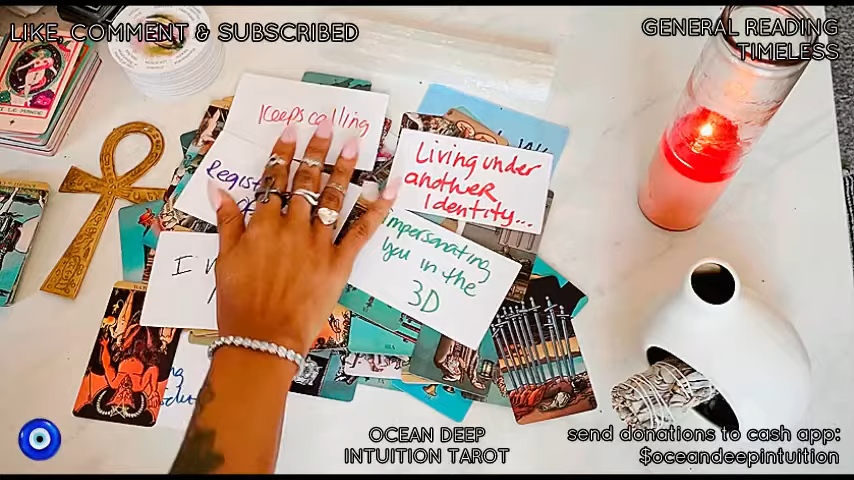 LIKE, COMMENT & SUBSCRIBED
GENERAL READING
TIMELESS
Keeps calling
Living under
another
Identity...
impersonating
you in the
3D
I
OCEAN DEEP
INTUITION TAROT
send donations to cash app:
$oceandeepintuition